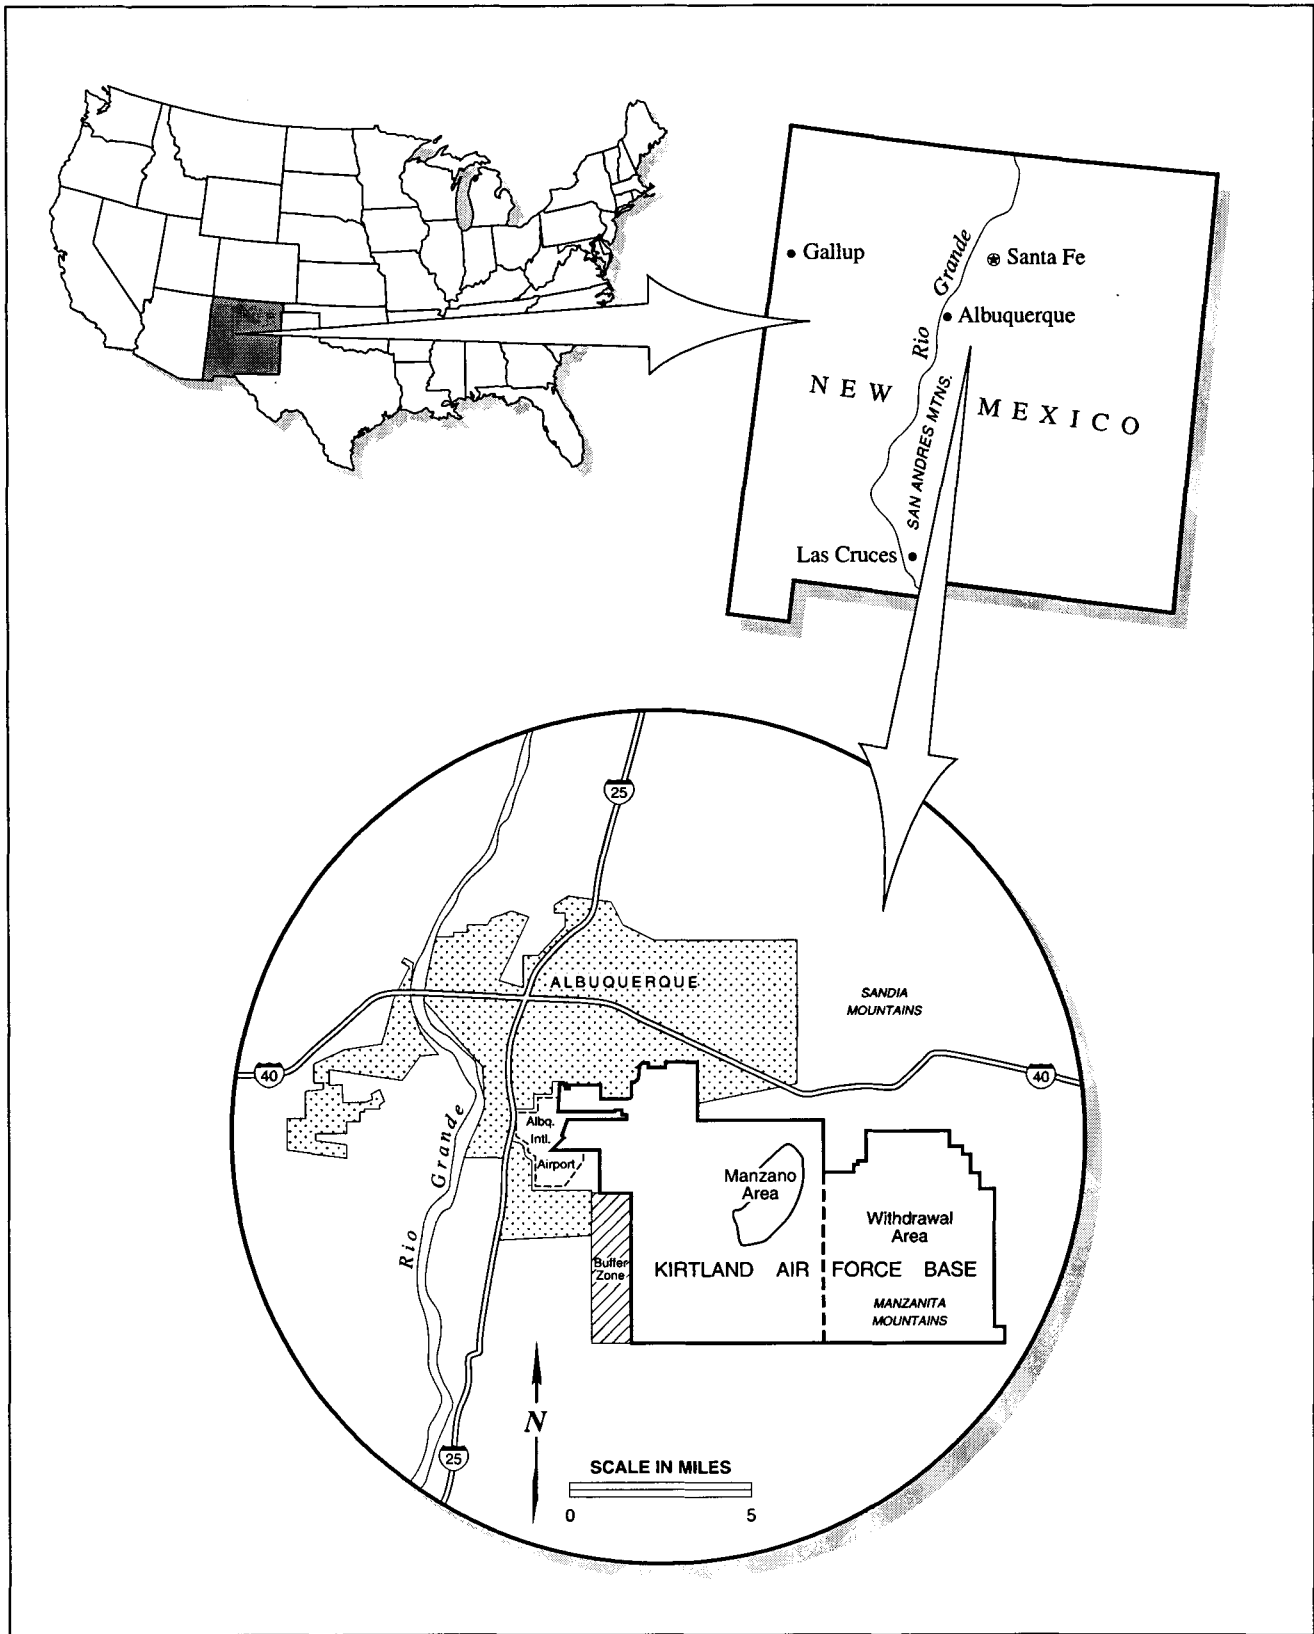 Gallup
Rio Grande
Santa Fe
Albuquerque
NEW MEXICO
SAN ANDRES MTNS.
Las Cruces
25
ALBUQUERQUE
SANDIA
MOUNTAINS
40
40
Albq.
Intl.
Airport
Rio Grande
Manzano
Area
Withdrawal
Area
Buffer
Zone
KIRTLAND AIR FORCE BASE
MANZANITA
MOUNTAINS
N
25
SCALE IN MILES
0 5